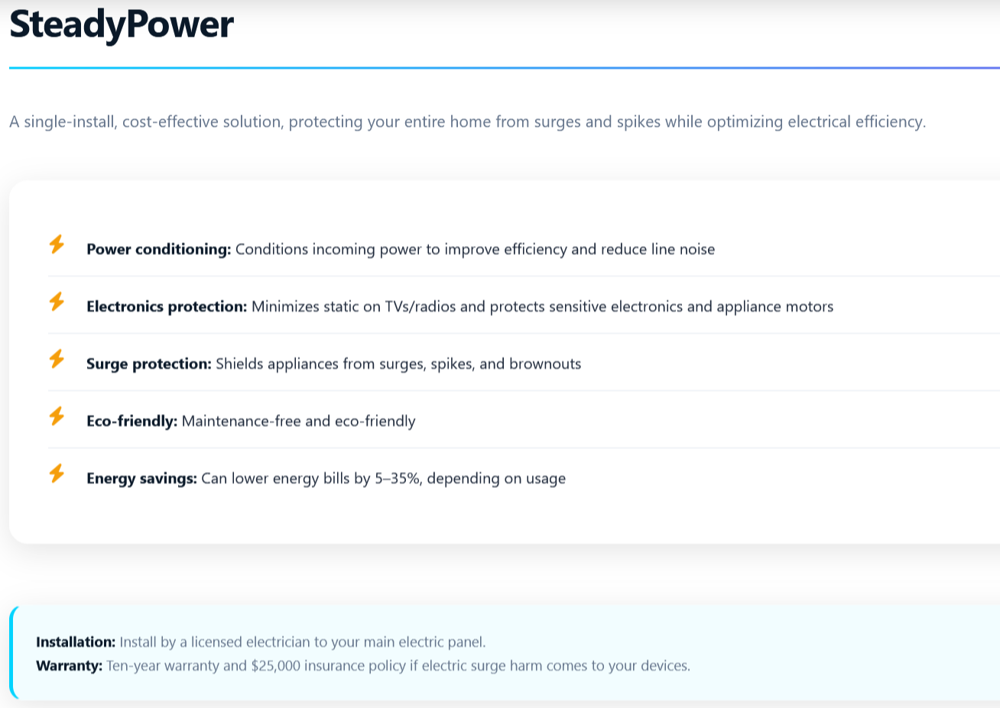 SteadyPower
A single-install, cost-effective solution, protecting your entire home from surges and spikes while optimizing electrical efficiency.
Power conditioning: Conditions incoming power to improve efficiency and reduce line noise
Electronics protection: Minimizes static on TVs/radios and protects sensitive electronics and appliance motors
Surge protection: Shields appliances from surges, spikes, and brownouts
Eco-friendly: Maintenance-free and eco-friendly
Energy savings: Can lower energy bills by 5–35%, depending on usage
Installation: Install by a licensed electrician to your main electric panel.
Warranty: Ten-year warranty and $25,000 insurance policy if electric surge harm comes to your devices.